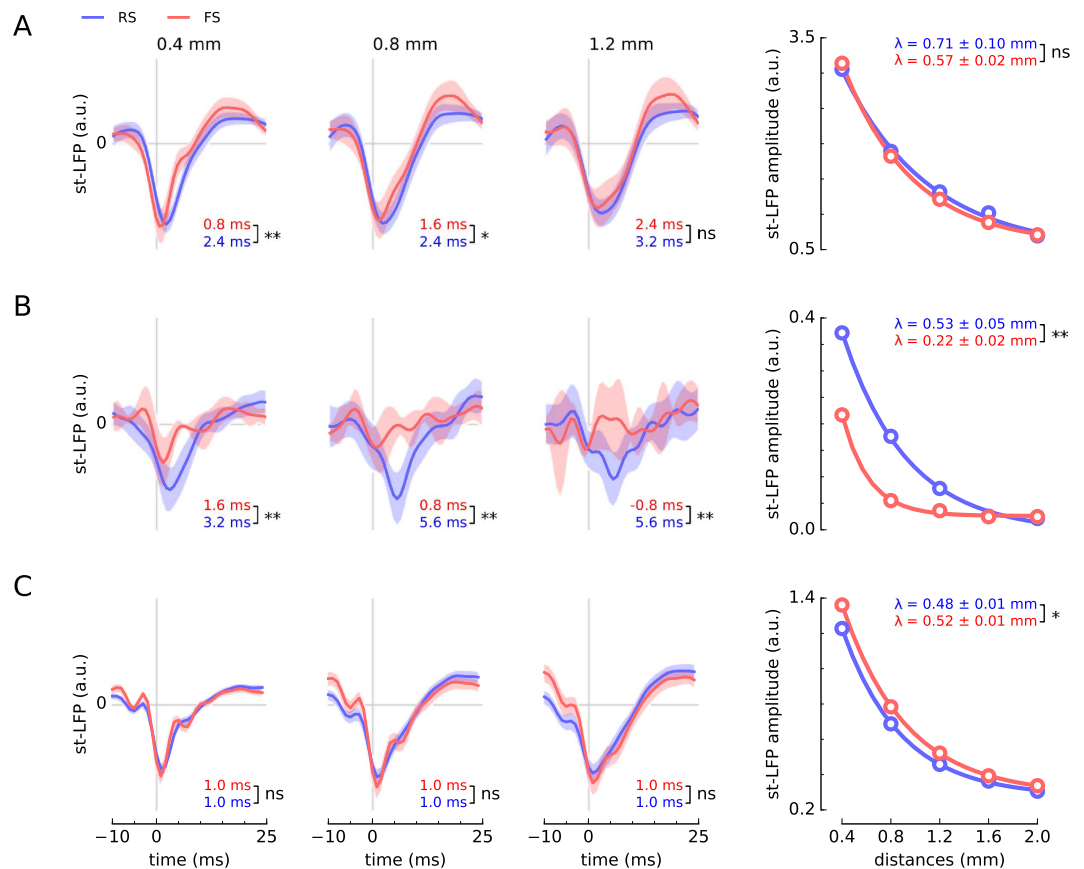 A
RS
FS
0.4 mm
0.8 mm
1.2 mm
st-LFP (a.u.)
0
0.8 ms
2.4 ms
**
1.6 ms
2.4 ms
*
2.4 ms
3.2 ms
ns
st-LFP amplitude (a.u.)
3.5
0.5
λ = 0.71 ± 0.10 mm
λ = 0.57 ± 0.02 mm
ns
B
st-LFP (a.u.)
0
1.6 ms
3.2 ms
**
0.8 ms
5.6 ms
**
-0.8 ms
5.6 ms
**
st-LFP amplitude (a.u.)
0.4
0.0
λ = 0.53 ± 0.05 mm
λ = 0.22 ± 0.02 mm
**
C
st-LFP (a.u.)
0
1.0 ms
1.0 ms
ns
1.0 ms
1.0 ms
ns
1.0 ms
1.0 ms
ns
st-LFP amplitude (a.u.)
1.4
0.2
λ = 0.48 ± 0.01 mm
λ = 0.52 ± 0.01 mm
*
−10 0 25
−10 0 25
−10 0 25
0.4 0.8 1.2 1.6 2.0
time (ms)
time (ms)
time (ms)
distances (mm)